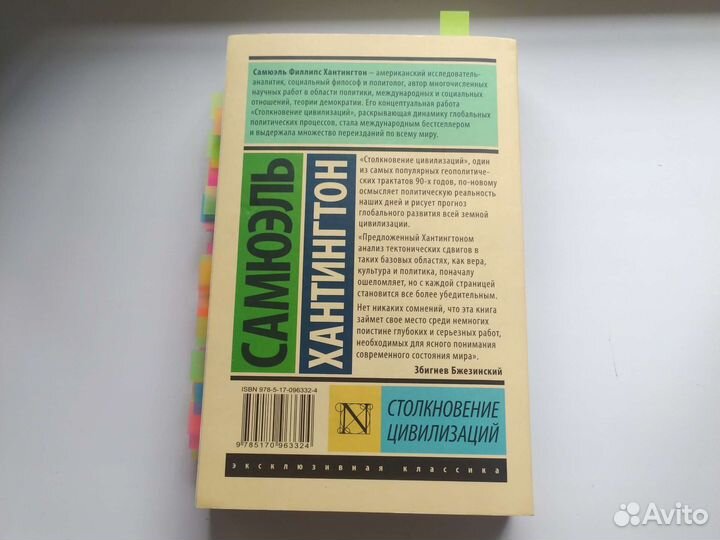 Самюэль Филлипс Хантингтон – американский исследователь-
аналитик, социальный философ и политолог, автор многочисленных
научных работ в области политики, международных и социальных
отношений, теории демократии. Его концептуальная работа
«Столкновение цивилизаций», раскрывающая динамику глобальных
политических процессов, стала международным бестселлером
и выдержала множество переизданий по всему миру.
САМЮЭЛЬ
ХАНТИНГТОН
«Столкновение цивилизаций», один
из самых популярных геополитиче-
ских трактатов 90-х годов, по-новому
осмысляет политическую реальность
наших дней и рисует прогноз
глобального развития всей земной
цивилизации.
«Предложенный Хантингтоном
анализ тектонических сдвигов в
таких базовых областях, как вера,
культура и политика, поначалу
ошеломляет, но с каждой страницей
становится все более убедительным.
Нет никаких сомнений, что эта книга
займет свое место среди немногих
поистине глубоких и серьезных работ,
необходимых для ясного понимания
современного состояния мира».
Збигнев Бжезинский
ISBN 978-5-17-096332-4
9 785170 963324
N
СТОЛКНОВЕНИЕ
ЦИВИЛИЗАЦИЙ
эксклюзивная классика
Avito